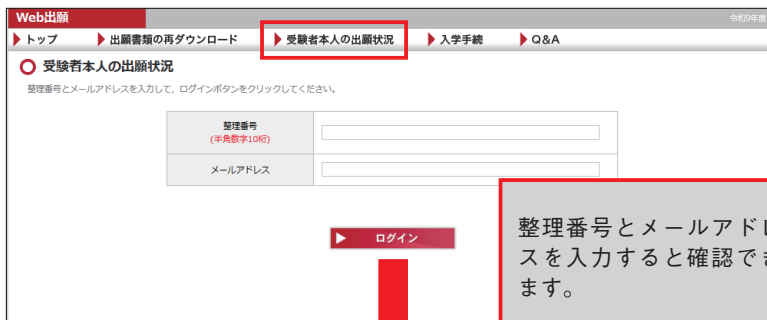 Web出願
令和9年度
トップ 出願書類の再ダウンロード 受験者本人の出願状況 入学手続 Q&A
受験者本人の出願状況
整理番号とメールアドレスを入力して，ログインボタンをクリックしてください。
整理番号
(半角数字10桁)
メールアドレス
ログイン
整理番号とメールアドレ
スを入力すると確認でき
ます。